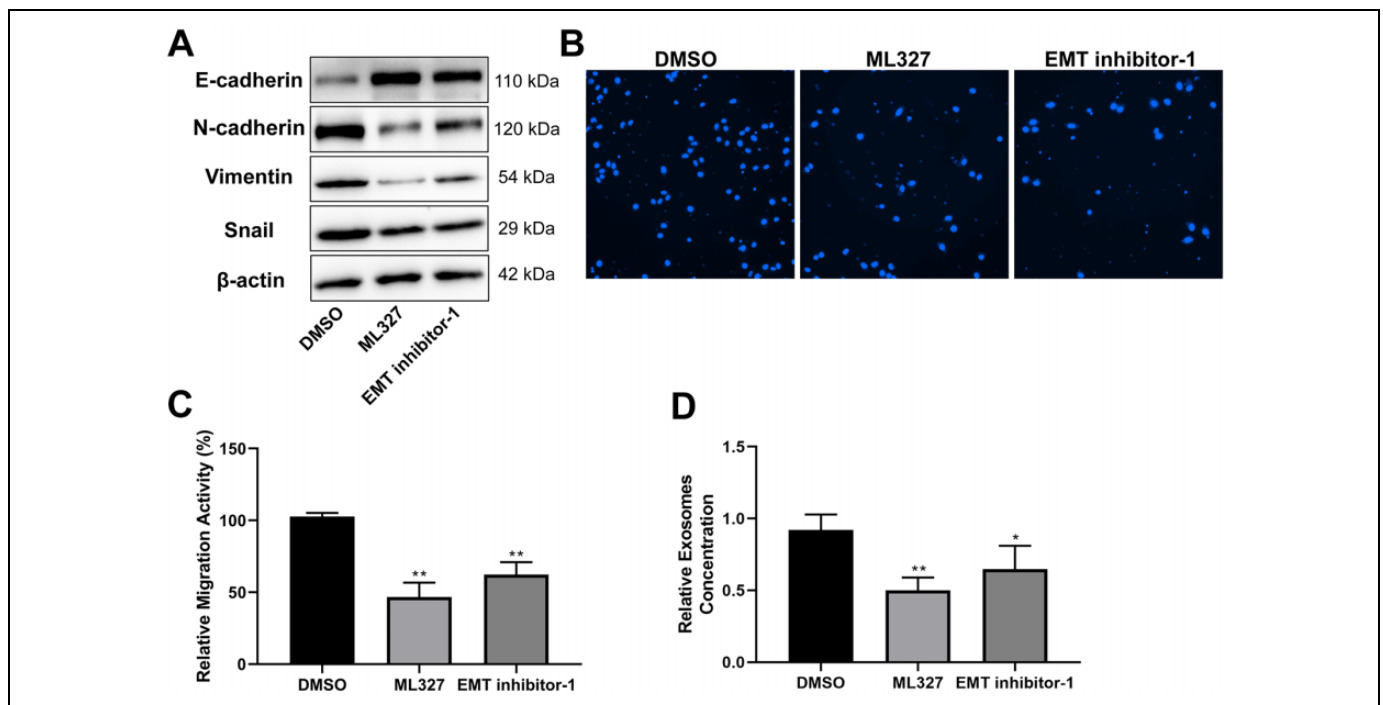 A
E-cadherin
110 kDa
N-cadherin
120 kDa
Vimentin
54 kDa
Snail
29 kDa
β-actin
42 kDa
DMSO
ML327
EMT inhibitor-1
B
DMSO
ML327
EMT inhibitor-1
C
Relative Migration Activity (%)
150
100
50
0
**
**
DMSO
ML327
EMT inhibitor-1
D
Relative Exosomes
Concentration
1.5
1.0
0.5
0.0
**
*
DMSO
ML327
EMT inhibitor-1